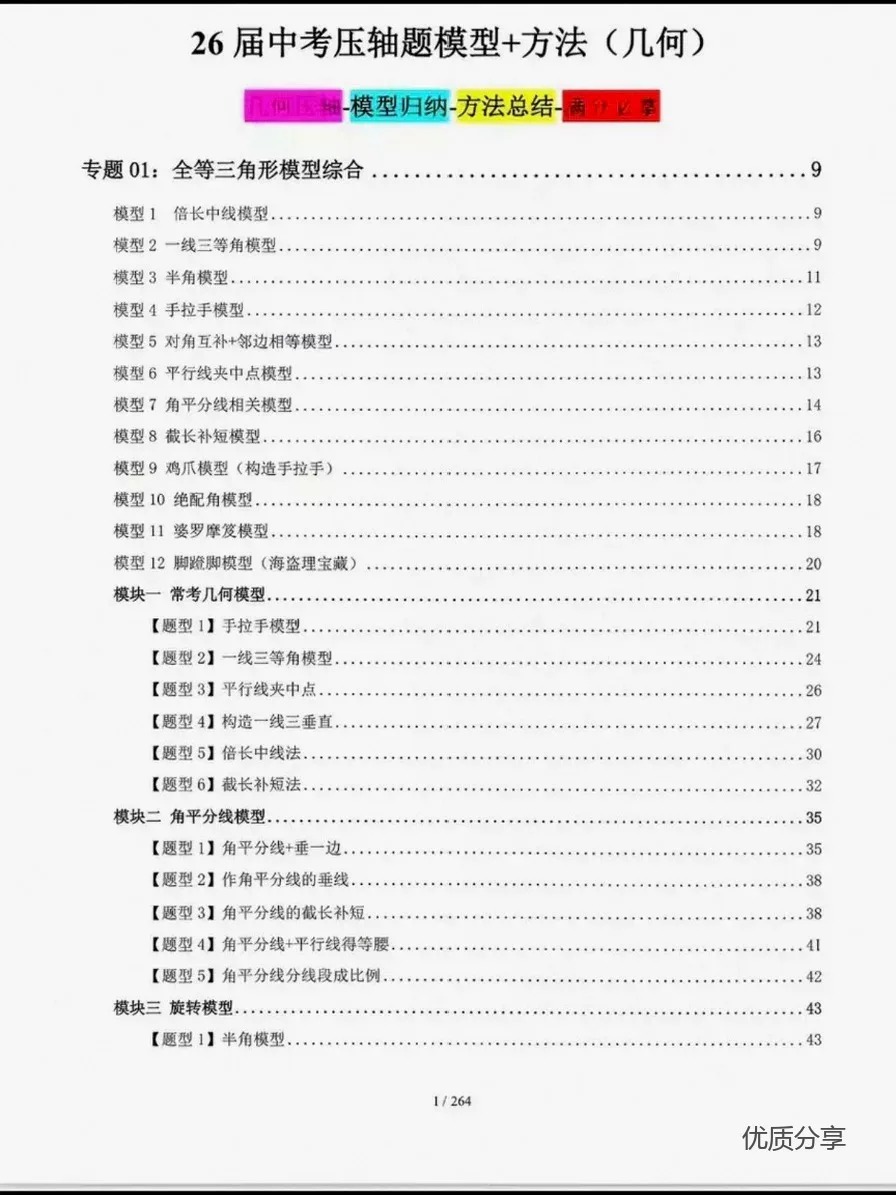 26 届中考压轴题模型+方法（几何）
几何压轴-模型归纳-方法总结-满分必掌
专题 01：全等三角形模型综合........................................9
模型 1 倍长中线模型........................................9
模型 2 一线三等角模型........................................9
模型 3 半角模型........................................11
模型 4 手拉手模型........................................12
模型 5 对角互补+邻边相等模型........................................13
模型 6 平行线夹中点模型........................................13
模型 7 角平分线相关模型........................................14
模型 8 截长补短模型........................................16
模型 9 鸡爪模型（构造手拉手）........................................17
模型 10 绝配角模型........................................18
模型 11 婆罗摩笈模型........................................18
模型 12 脚蹬脚模型（海盗埋宝藏）........................................20
模块一 常考几何模型........................................21
【题型 1】手拉手模型........................................21
【题型 2】一线三等角模型........................................24
【题型 3】平行线夹中点........................................26
【题型 4】构造一线三垂直........................................27
【题型 5】倍长中线法........................................30
【题型 6】截长补短法........................................32
模块二 角平分线模型........................................35
【题型 1】角平分线+垂一边........................................35
【题型 2】作角平分线的垂线........................................38
【题型 3】角平分线的截长补短........................................38
【题型 4】角平分线+平行线得等腰........................................41
【题型 5】角平分线分线段成比例........................................42
模块三 旋转模型........................................43
【题型 1】半角模型........................................43
1 / 264
优质分享